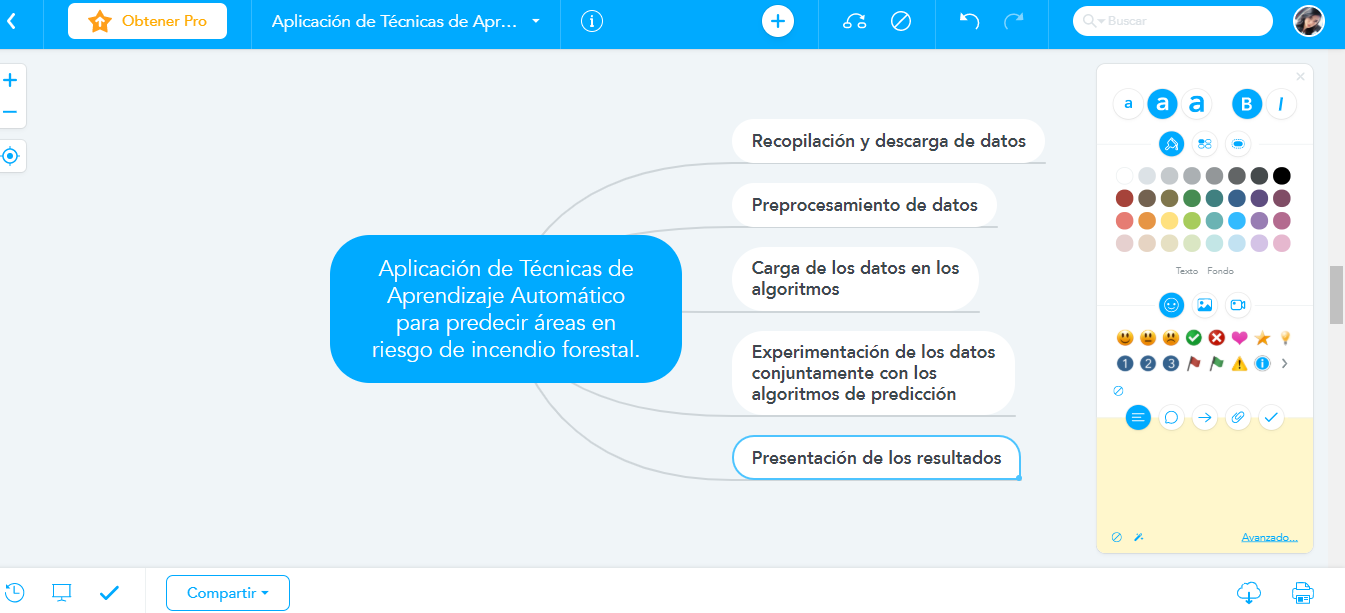 Obtener Pro
Aplicación de Técnicas de Apr...
Buscar
Recopilación y descarga de datos
Preprocesamiento de datos
Carga de los datos en los
algoritmos
Aplicación de Técnicas de
Aprendizaje Automático
para predecir áreas en
riesgo de incendio forestal.
Experimentación de los datos
conjuntamente con los
algoritmos de predicción
Presentación de los resultados
a a a B I
Texto Fondo
1 2 3
Avanzado...
Compartir